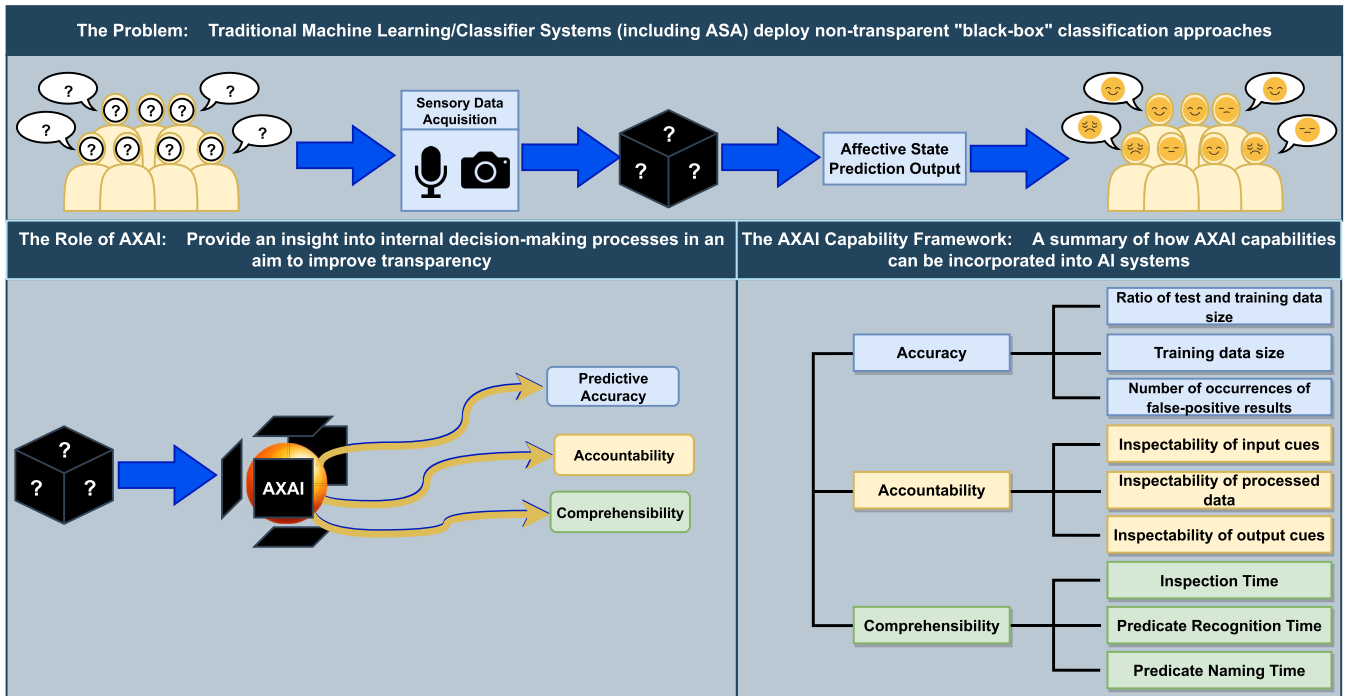 The Problem: Traditional Machine Learning/Classifier Systems (including ASA) deploy non-transparent "black-box" classification approaches
?
?
?
?
?
?
?
?
?
?
?
Sensory Data
Acquisition
?
?
?
Affective State
Prediction Output
The Role of AXAI: Provide an insight into internal decision-making processes in an
aim to improve transparency
?
?
?
AXAI
Predictive
Accuracy
Accountability
Comprehensibility
The AXAI Capability Framework: A summary of how AXAI capabilities
can be incorporated into AI systems
Accuracy
Ratio of test and training data
size
Training data size
Number of occurrences of
false-positive results
Accountability
Inspectability of input cues
Inspectability of processed
data
Inspectability of output cues
Comprehensibility
Inspection Time
Predicate Recognition Time
Predicate Naming Time